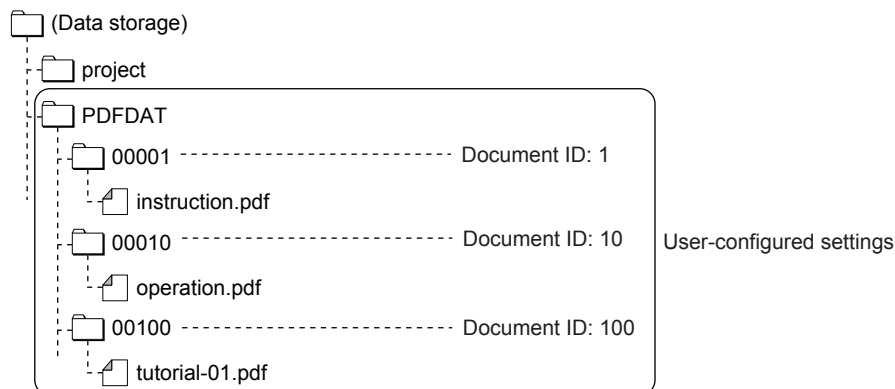 (Data storage)
project
PDFDAT
00001 Document ID: 1
instruction.pdf
00010 Document ID: 10
User-configured settings
operation.pdf
00100 Document ID: 100
tutorial-01.pdf